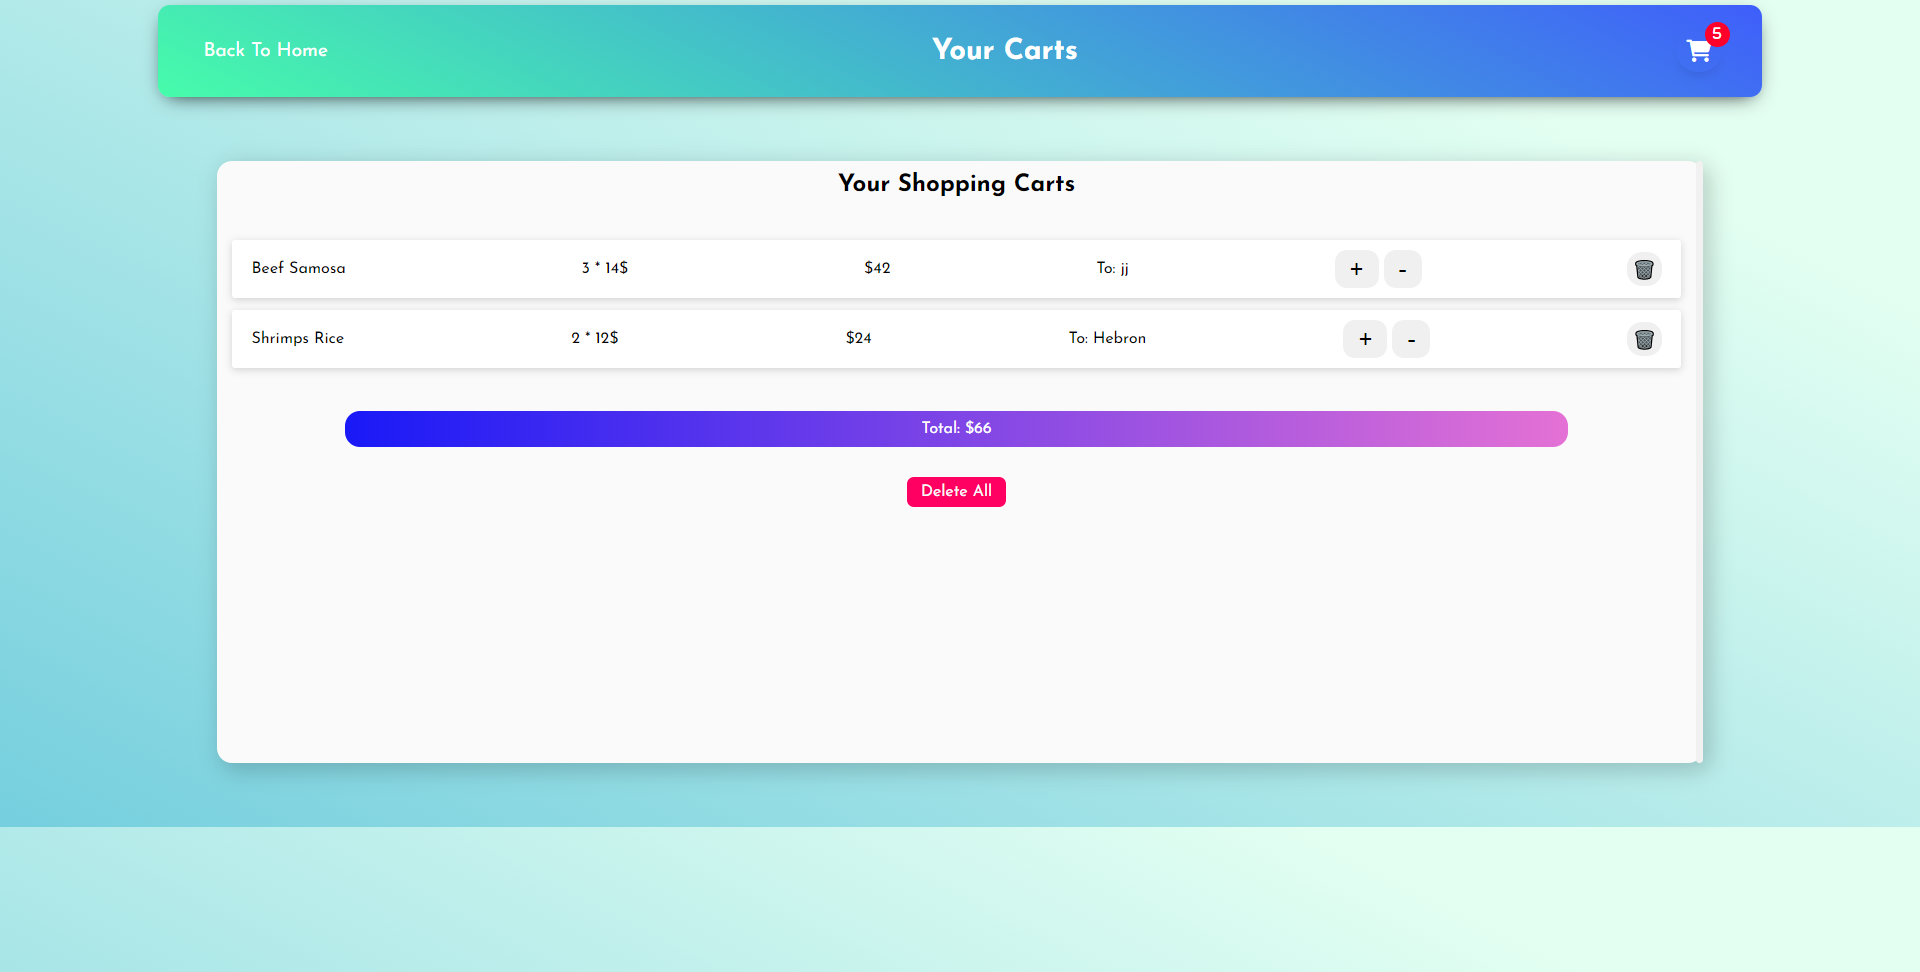 Back To Home
Your Carts
5
Your Shopping Carts
Beef Samosa 3 * 14$ $42 To: jj + -
Shrimps Rice 2 * 12$ $24 To: Hebron + -
Total: $66
Delete All